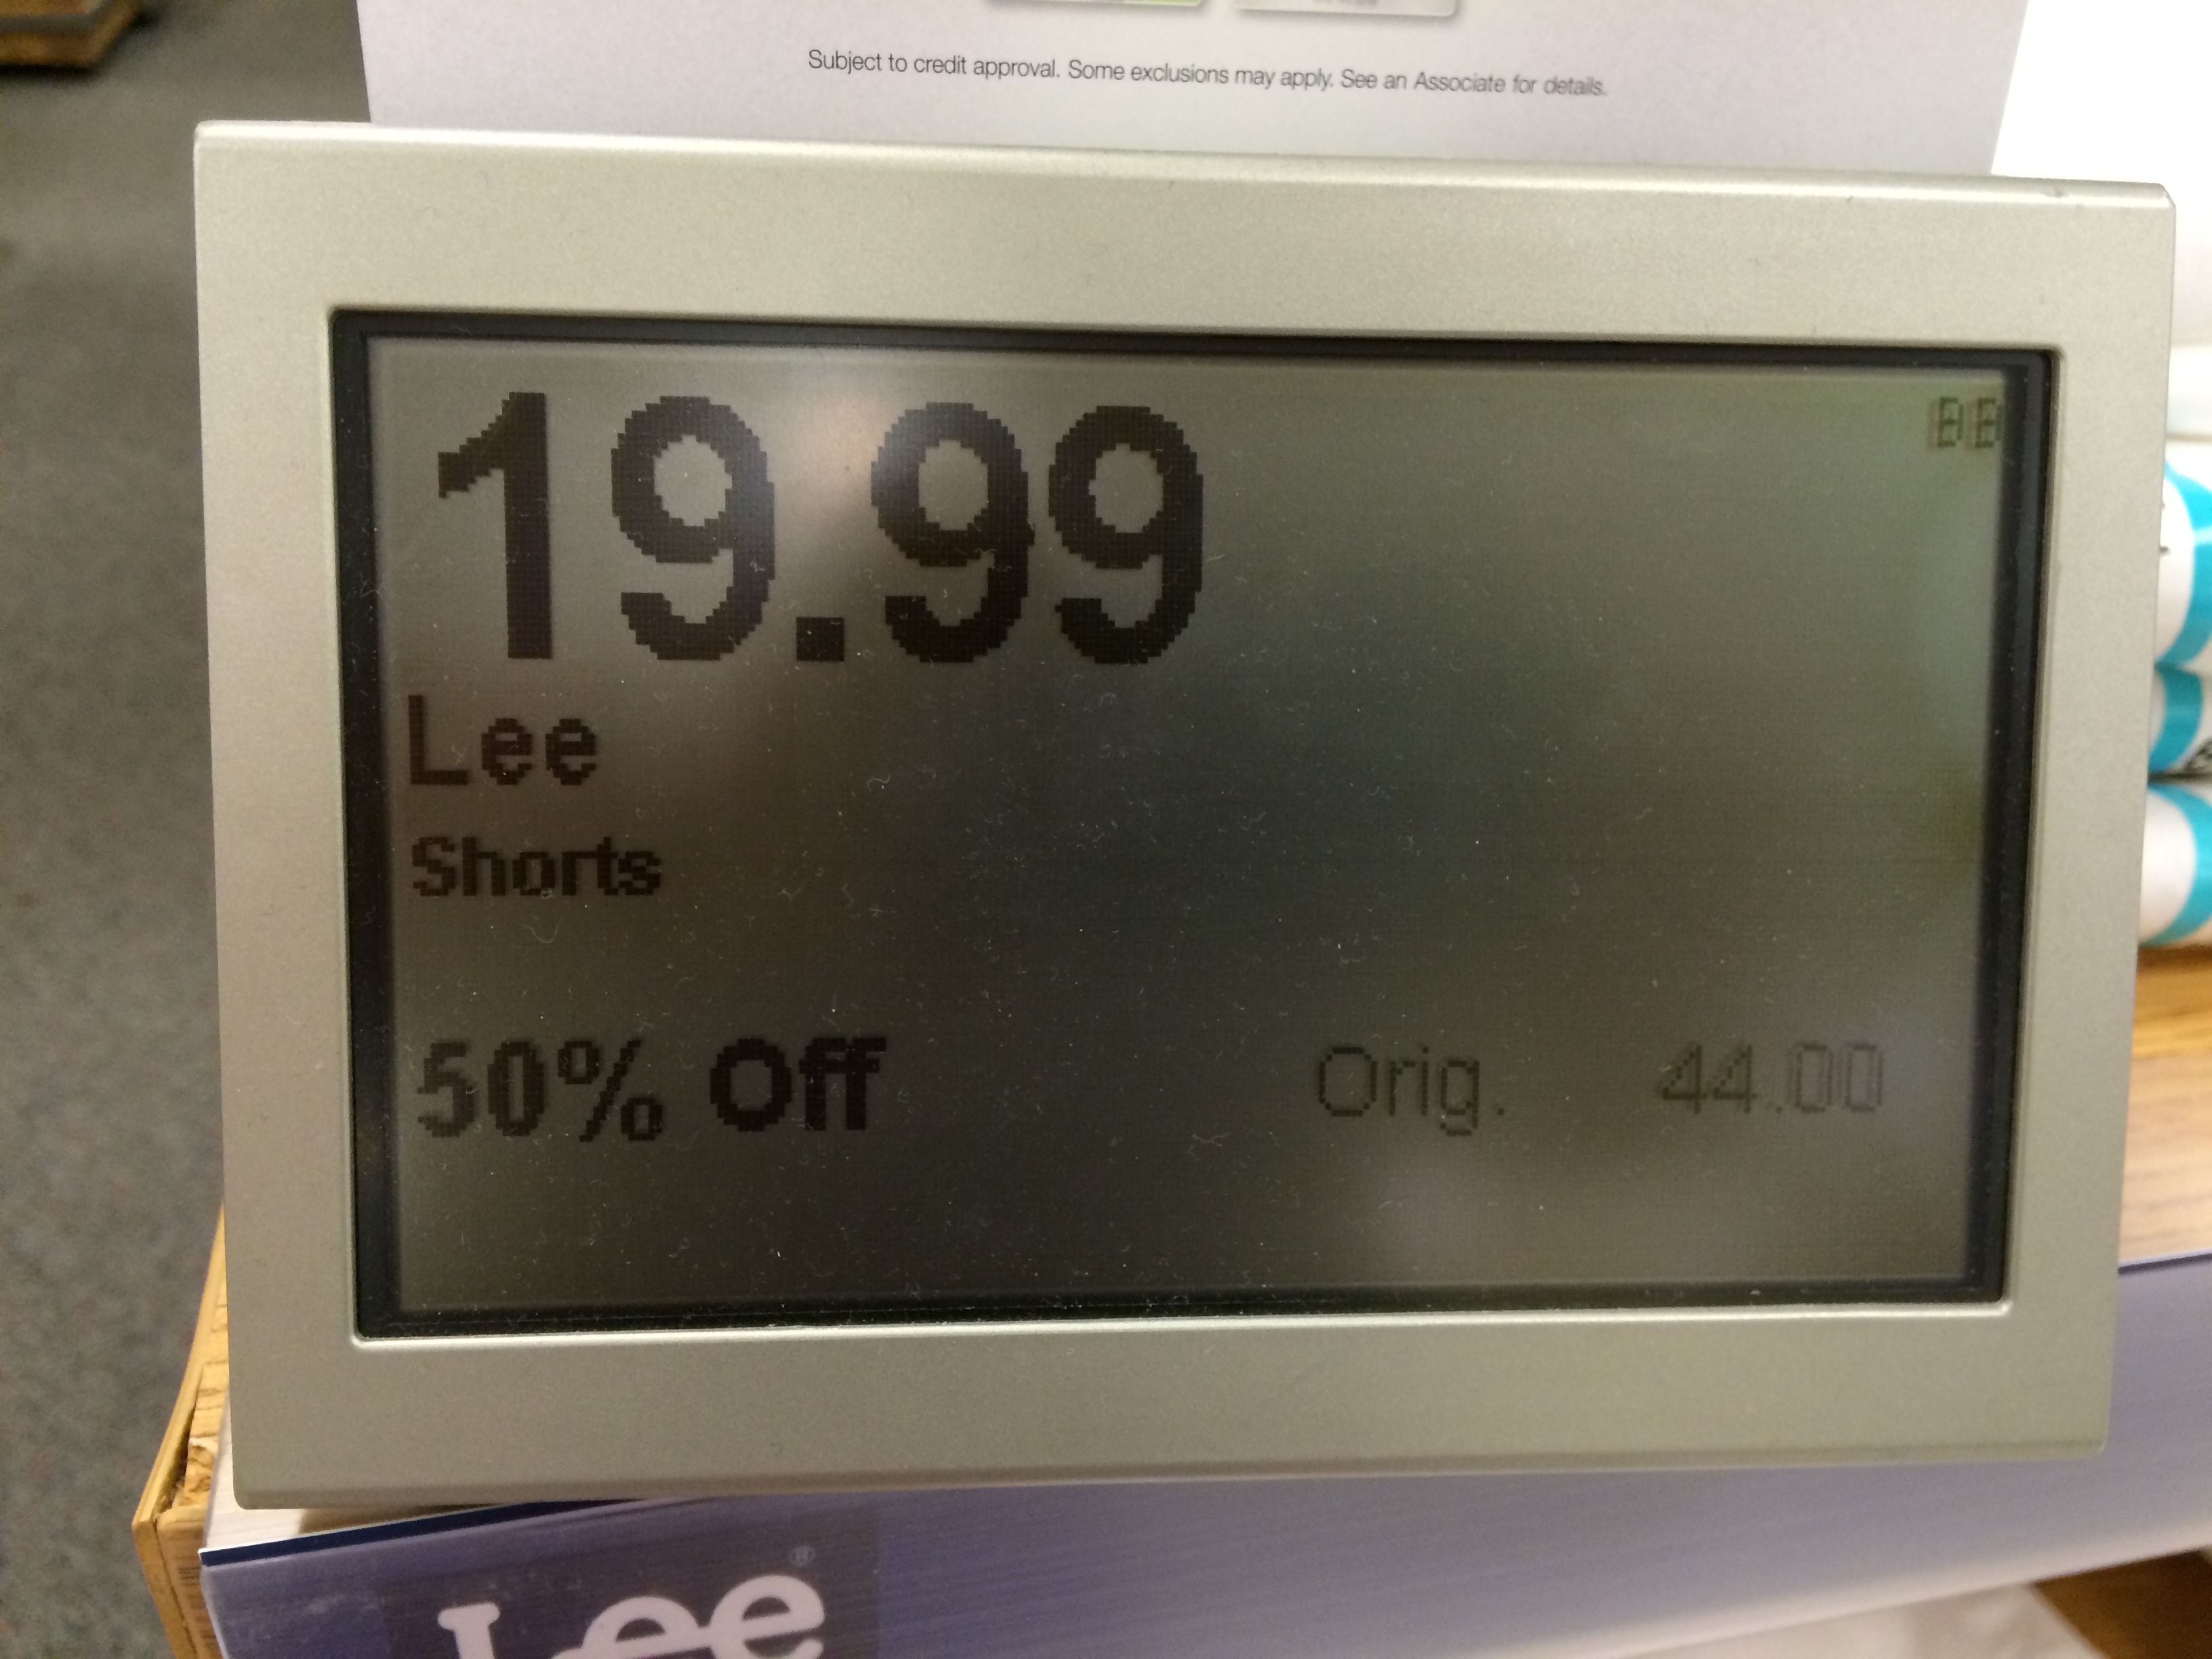 Subject to credit approval. Some exclusions may apply. See an Associate for details.
19.99
Lee
Shorts
50% Off
Orig. 44.00
Lee®